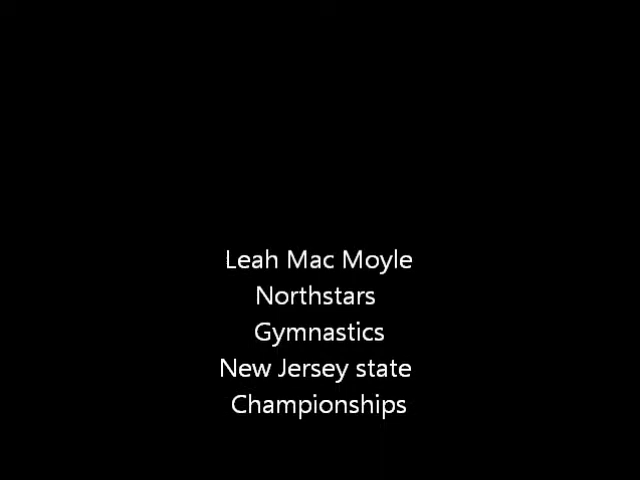 Leah Mac Moyle
Northstars
Gymnastics
New Jersey state
Championships